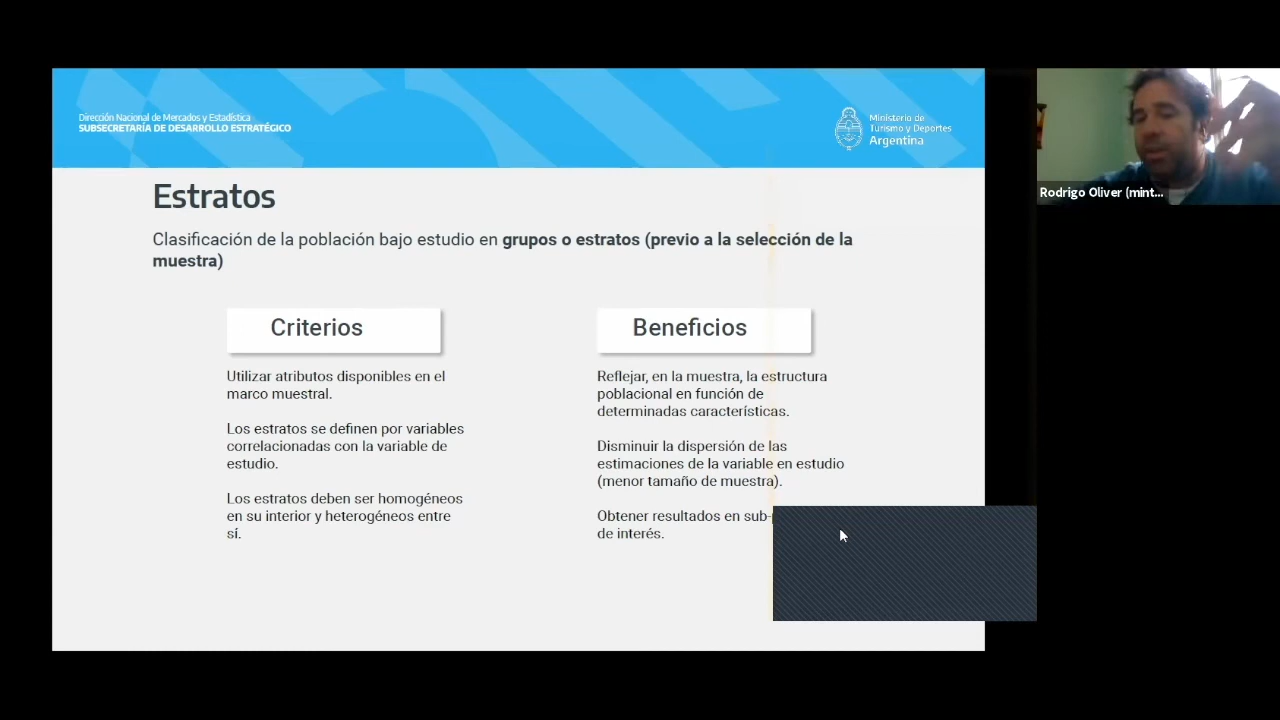 Dirección Nacional de Mercados y Estadística
SUBSECRETARÍA DE DESARROLLO ESTRATÉGICO
Ministerio de
Turismo y Deportes
Argentina
Rodrigo Oliver (mint...
Estratos
Clasificación de la población bajo estudio en grupos o estratos (previo a la selección de la
muestra)
Criterios
Utilizar atributos disponibles en el
marco muestral.
Los estratos se definen por variables
correlacionadas con la variable de
estudio.
Los estratos deben ser homogéneos
en su interior y heterogéneos entre
sí.
Beneficios
Reflejar, en la muestra, la estructura
poblacional en función de
determinadas características.
Disminuir la dispersión de las
estimaciones de la variable en estudio
(menor tamaño de muestra).
Obtener resultados en sub-
de interés.